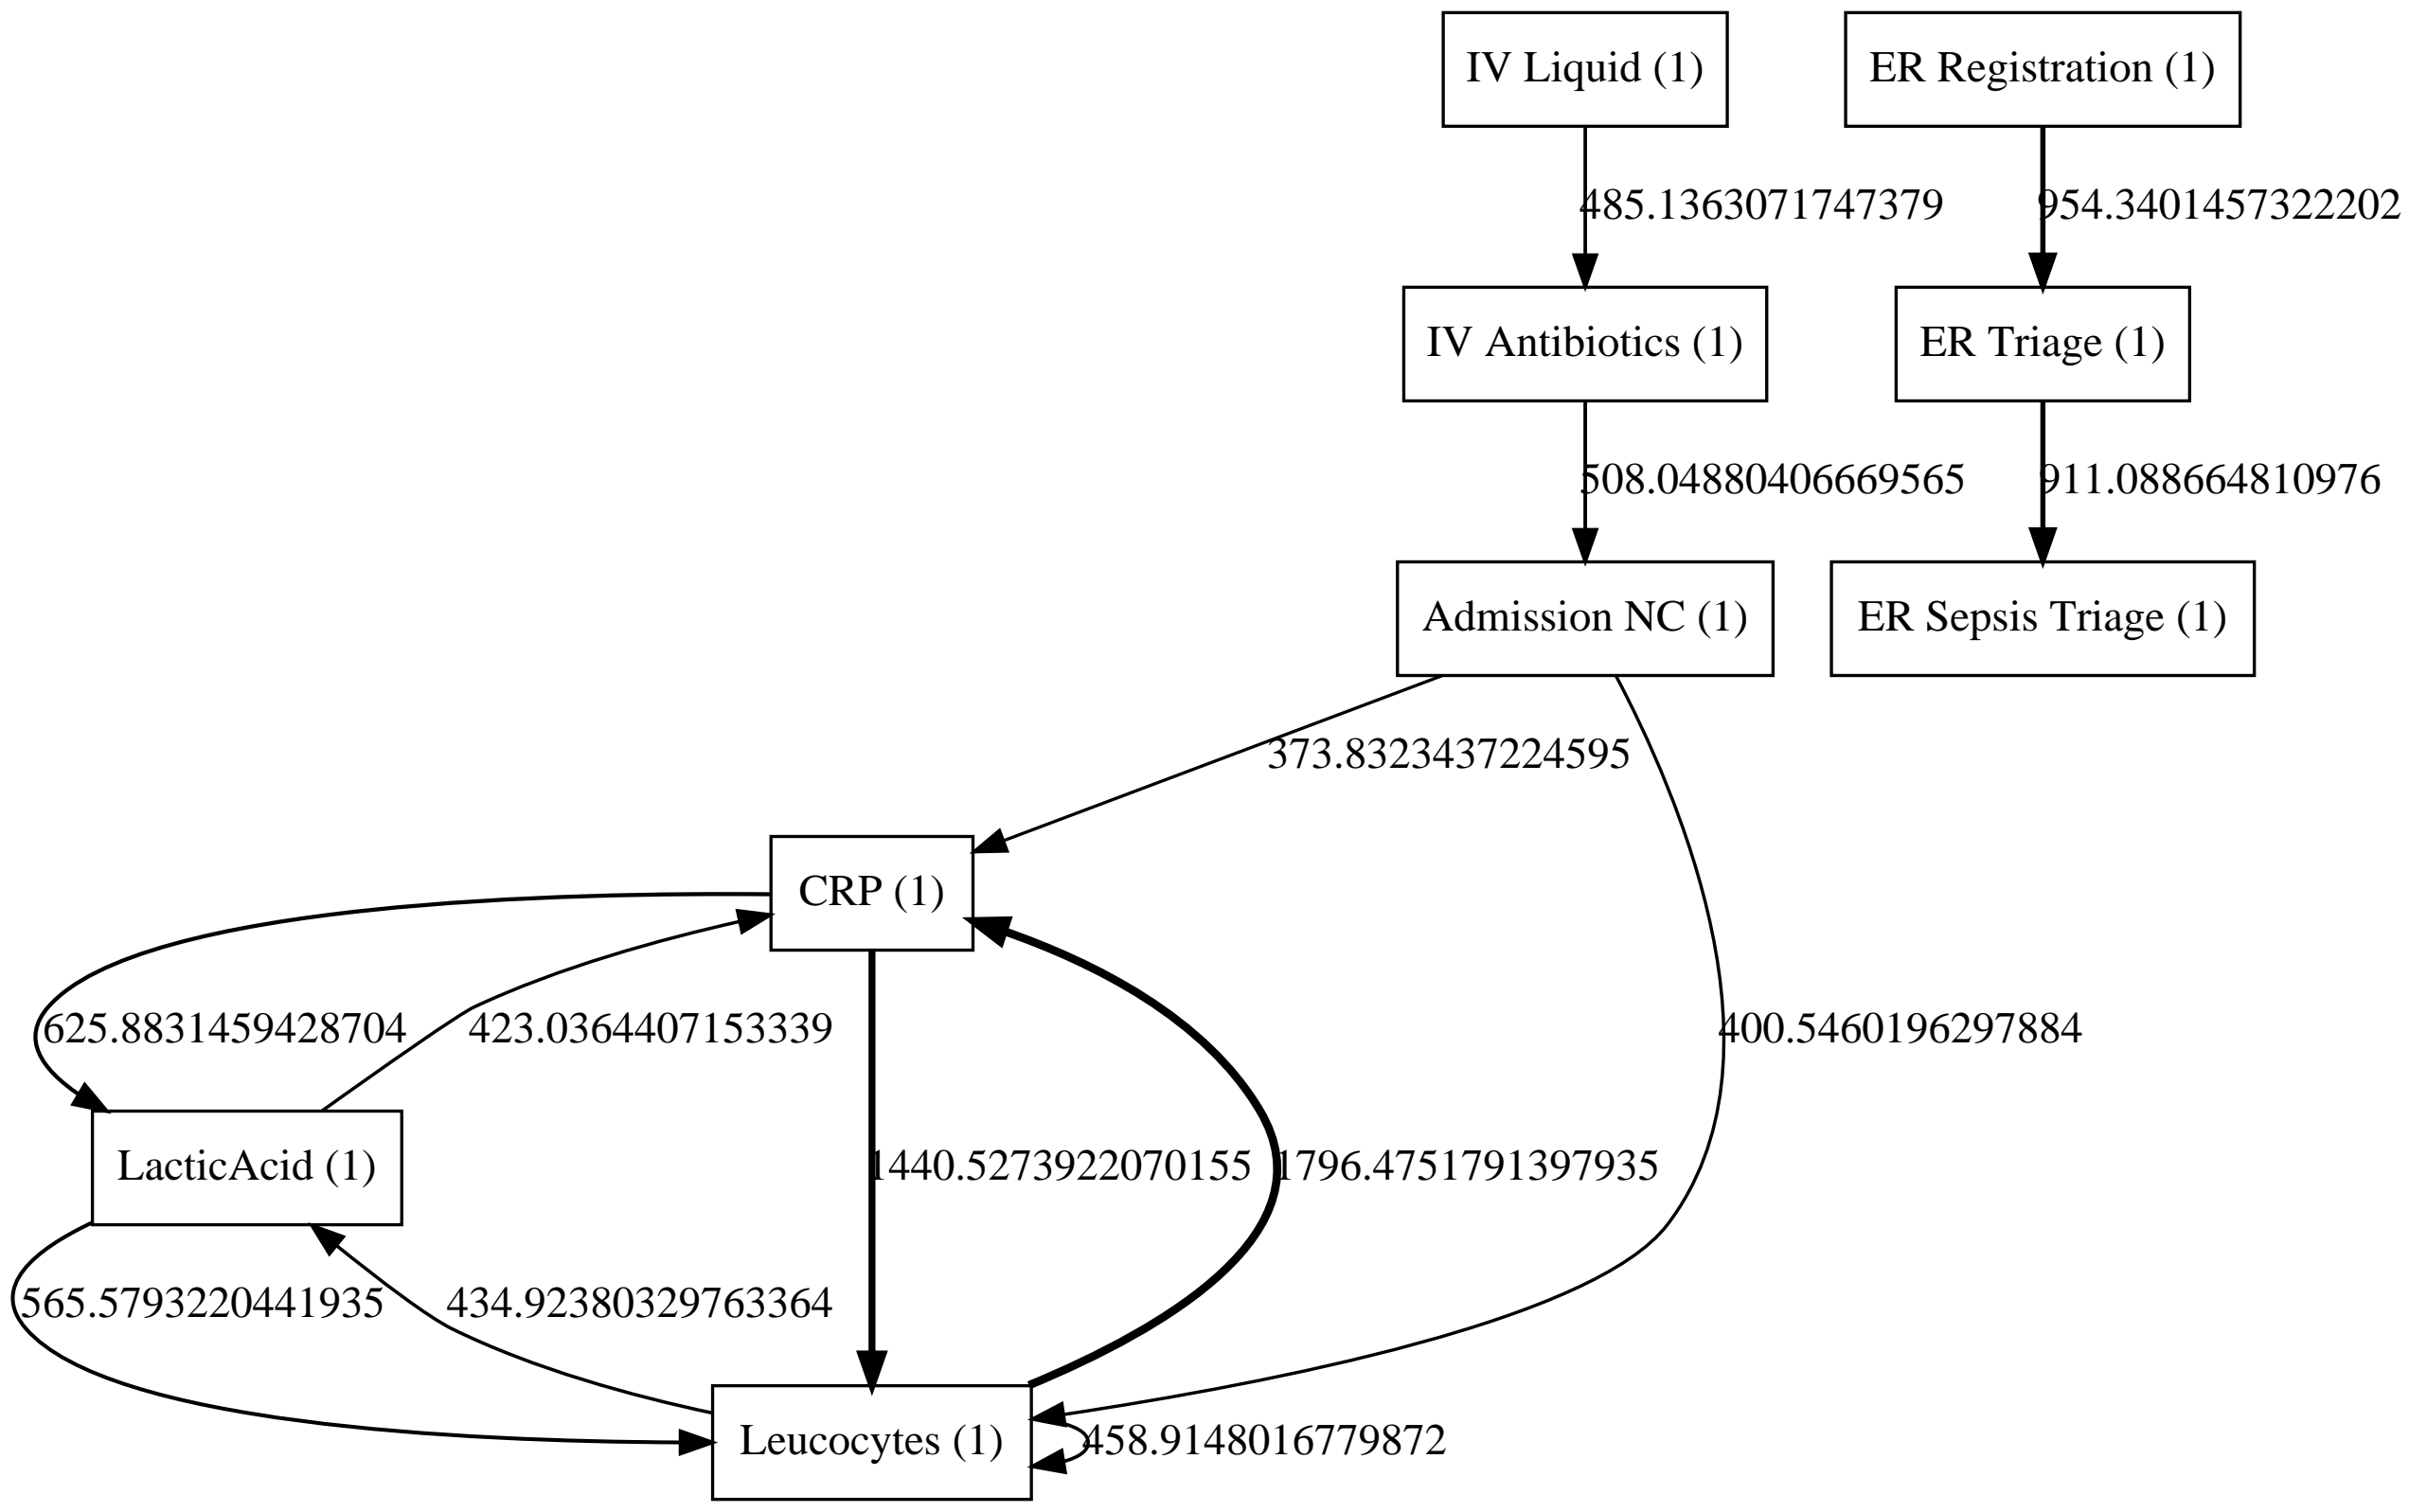 IV Liquid (1)
ER Registration (1)
485.1363071747379
954.3401457322202
IV Antibiotics (1)
ER Triage (1)
508.04880406669565
911.088664810976
Admission NC (1)
ER Sepsis Triage (1)
373.8323437224595
CRP (1)
625.8831459428704
423.0364407153339
400.5460196297884
LacticAcid (1)
1440.5273922070155
1796.4751791397935
565.5793220441935
434.92380329763364
Leucocytes (1)
458.9148016779872